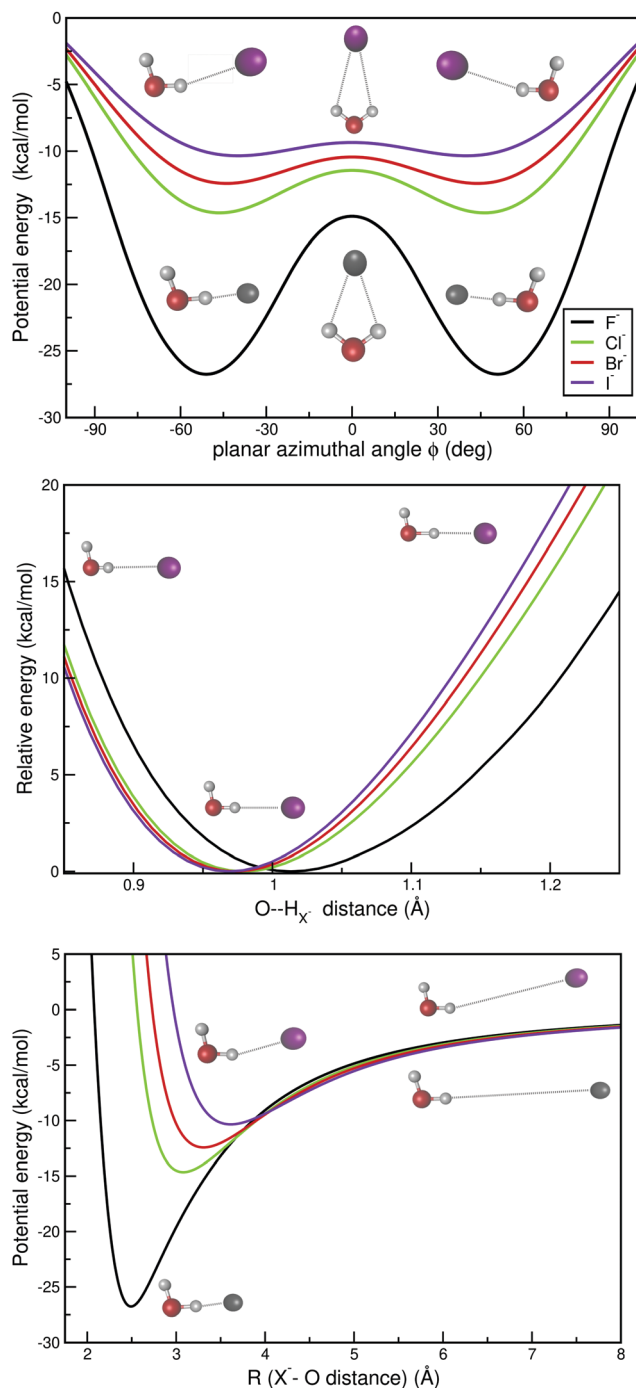 Potential energy (kcal/mol)
0
-5
-10
-15
-20
-25
-30
F-
Cl-
Br-
I-
-90 -60 -30 0 30 60 90
planar azimuthal angle ϕ (deg)
Relative energy (kcal/mol)
20
15
10
5
0
0.9 1 1.1 1.2
O--HX- distance (Å)
Potential energy (kcal/mol)
5
0
-5
-10
-15
-20
-25
-30
2 3 4 5 6 7 8
R (X- - O distance) (Å)